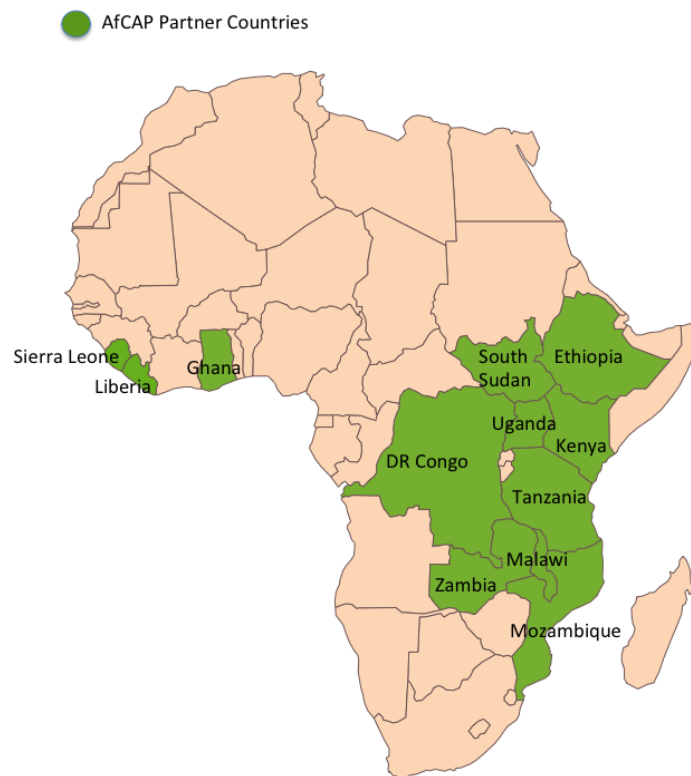 AfCAP Partner Countries
Sierra Leone
Liberia
Ghana
South
Sudan
Ethiopia
Uganda
Kenya
DR Congo
Tanzania
Malawi
Zambia
Mozambique